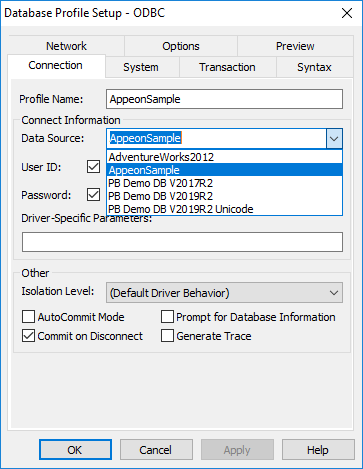 Database Profile Setup - ODBC
Network Options Preview
Connection System Transaction Syntax
Profile Name: AppeonSample
Connect Information
Data Source: AppeonSample
AdventureWorks2012
User ID: AppeonSample
PB Demo DB V2017R2
Password: PB Demo DB V2019R2
PB Demo DB V2019R2 Unicode
Driver-Specific Parameters:
Other
Isolation Level: (Default Driver Behavior)
AutoCommit Mode Prompt for Database Information
Commit on Disconnect Generate Trace
OK Cancel Apply Help